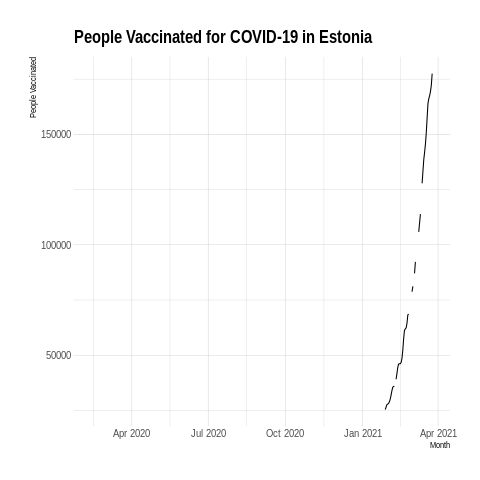 People Vaccinated for COVID-19 in Estonia
People Vaccinated
150000
100000
50000
Apr 2020 Jul 2020 Oct 2020 Jan 2021 Apr 2021
Month